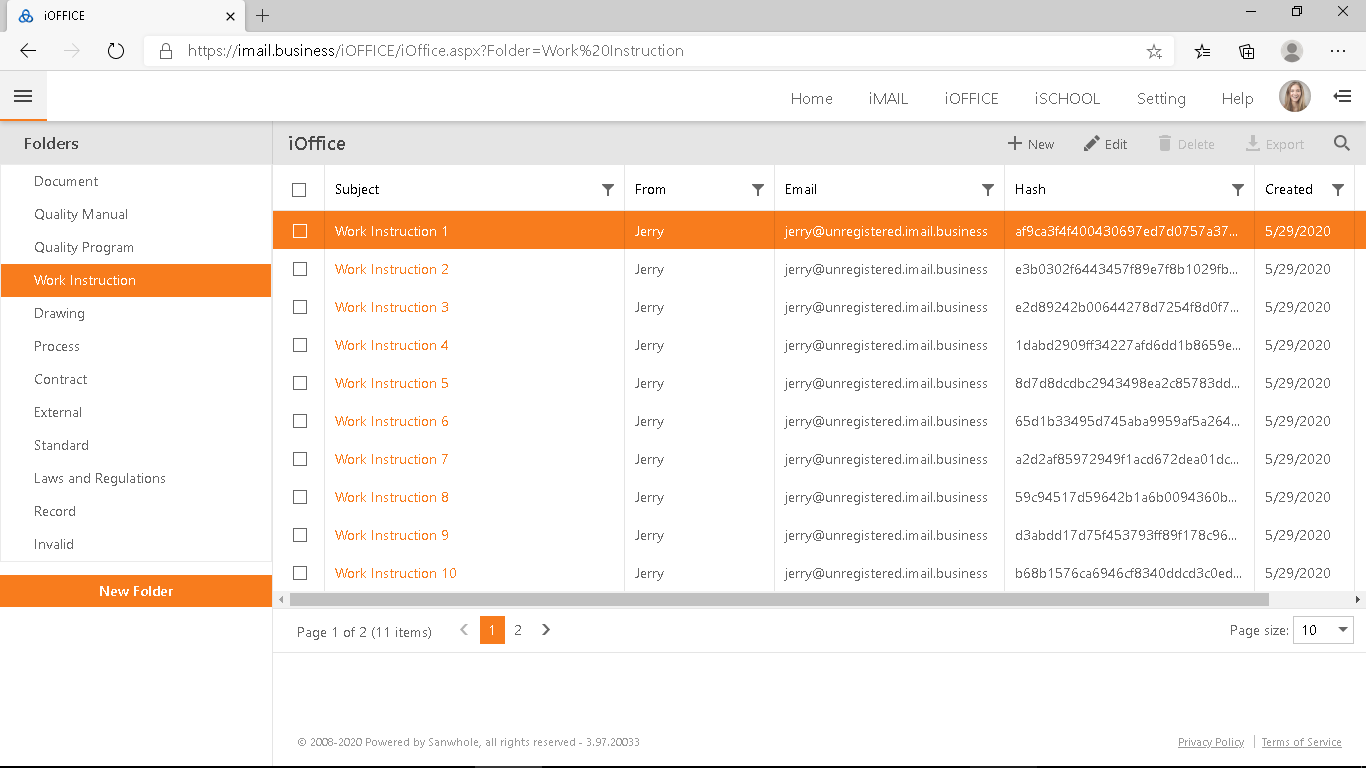 iOFFICE
https://imail.business/iOFFICE/iOffice.aspx?Folder=Work%20Instruction
Home iMAIL iOFFICE iSCHOOL Setting Help
Folders
Document
Quality Manual
Quality Program
Work Instruction
Drawing
Process
Contract
External
Standard
Laws and Regulations
Record
Invalid
New Folder
iOffice
New Edit Delete Export
Subject From Email Hash Created
Work Instruction 1 Jerry jerry@unregistered.imail.business af9ca3f4f400430697ed7d0757a37... 5/29/2020
Work Instruction 2 Jerry jerry@unregistered.imail.business e3b0302f6443457f89e7f8b1029fb... 5/29/2020
Work Instruction 3 Jerry jerry@unregistered.imail.business e2d89242b00644278d7254f8d0f7... 5/29/2020
Work Instruction 4 Jerry jerry@unregistered.imail.business 1dabd2909ff34227afd6dd1b8659e... 5/29/2020
Work Instruction 5 Jerry jerry@unregistered.imail.business 8d7d8dcdbc2943498ea2c85783dd... 5/29/2020
Work Instruction 6 Jerry jerry@unregistered.imail.business 65d1b33495d745aba9959af5a264... 5/29/2020
Work Instruction 7 Jerry jerry@unregistered.imail.business a2d2af85972949f1acd672dea01dc... 5/29/2020
Work Instruction 8 Jerry jerry@unregistered.imail.business 59c94517d59642b1a6b0094360b... 5/29/2020
Work Instruction 9 Jerry jerry@unregistered.imail.business d3abdd17d75f453793ff89f178c96... 5/29/2020
Work Instruction 10 Jerry jerry@unregistered.imail.business b68b1576ca6946cf8340ddcd3c0ed... 5/29/2020
Page 1 of 2 (11 items) 1 2 Page size: 10
© 2008-2020 Powered by Sanwhole, all rights reserved - 3.97.20033 Privacy Policy Terms of Service